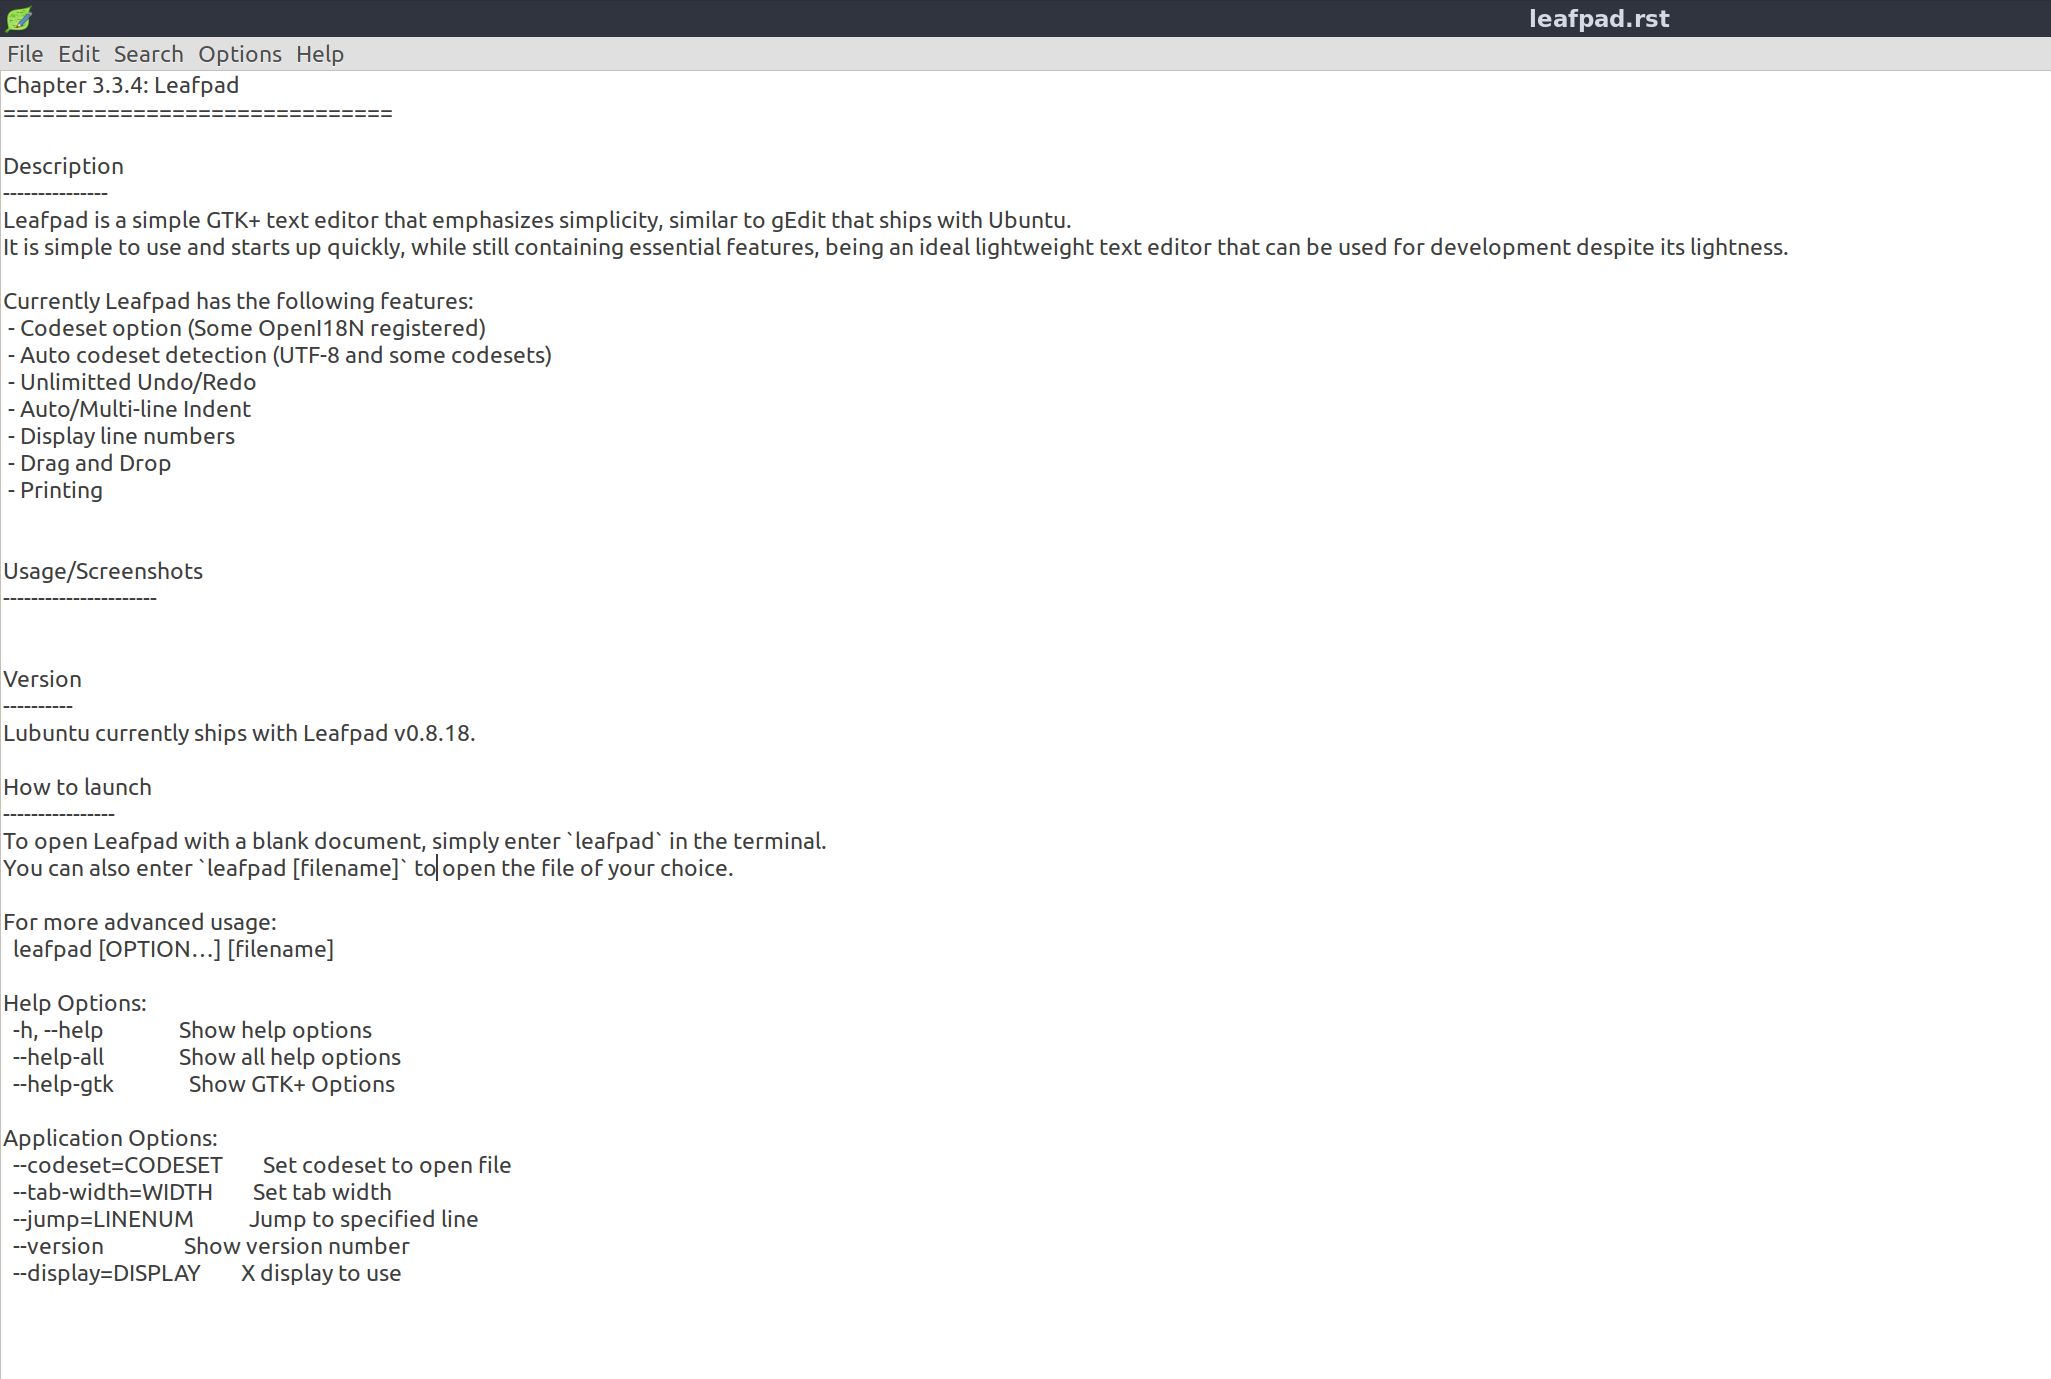 leafpad.rst
File Edit Search Options Help
Chapter 3.3.4: Leafpad
==============================
Description
---------------
Leafpad is a simple GTK+ text editor that emphasizes simplicity, similar to gEdit that ships with Ubuntu.
It is simple to use and starts up quickly, while still containing essential features, being an ideal lightweight text editor that can be used for development despite its lightness.
Currently Leafpad has the following features:
- Codeset option (Some OpenI18N registered)
- Auto codeset detection (UTF-8 and some codesets)
- Unlimitted Undo/Redo
- Auto/Multi-line Indent
- Display line numbers
- Drag and Drop
- Printing
Usage/Screenshots
----------------------
Version
----------
Lubuntu currently ships with Leafpad v0.8.18.
How to launch
----------------
To open Leafpad with a blank document, simply enter `leafpad` in the terminal.
You can also enter `leafpad [filename]` to open the file of your choice.
For more advanced usage:
leafpad [OPTION...] [filename]
Help Options:
-h, --help Show help options
--help-all Show all help options
--help-gtk Show GTK+ Options
Application Options:
--codeset=CODESET Set codeset to open file
--tab-width=WIDTH Set tab width
--jump=LINENUM Jump to specified line
--version Show version number
--display=DISPLAY X display to use